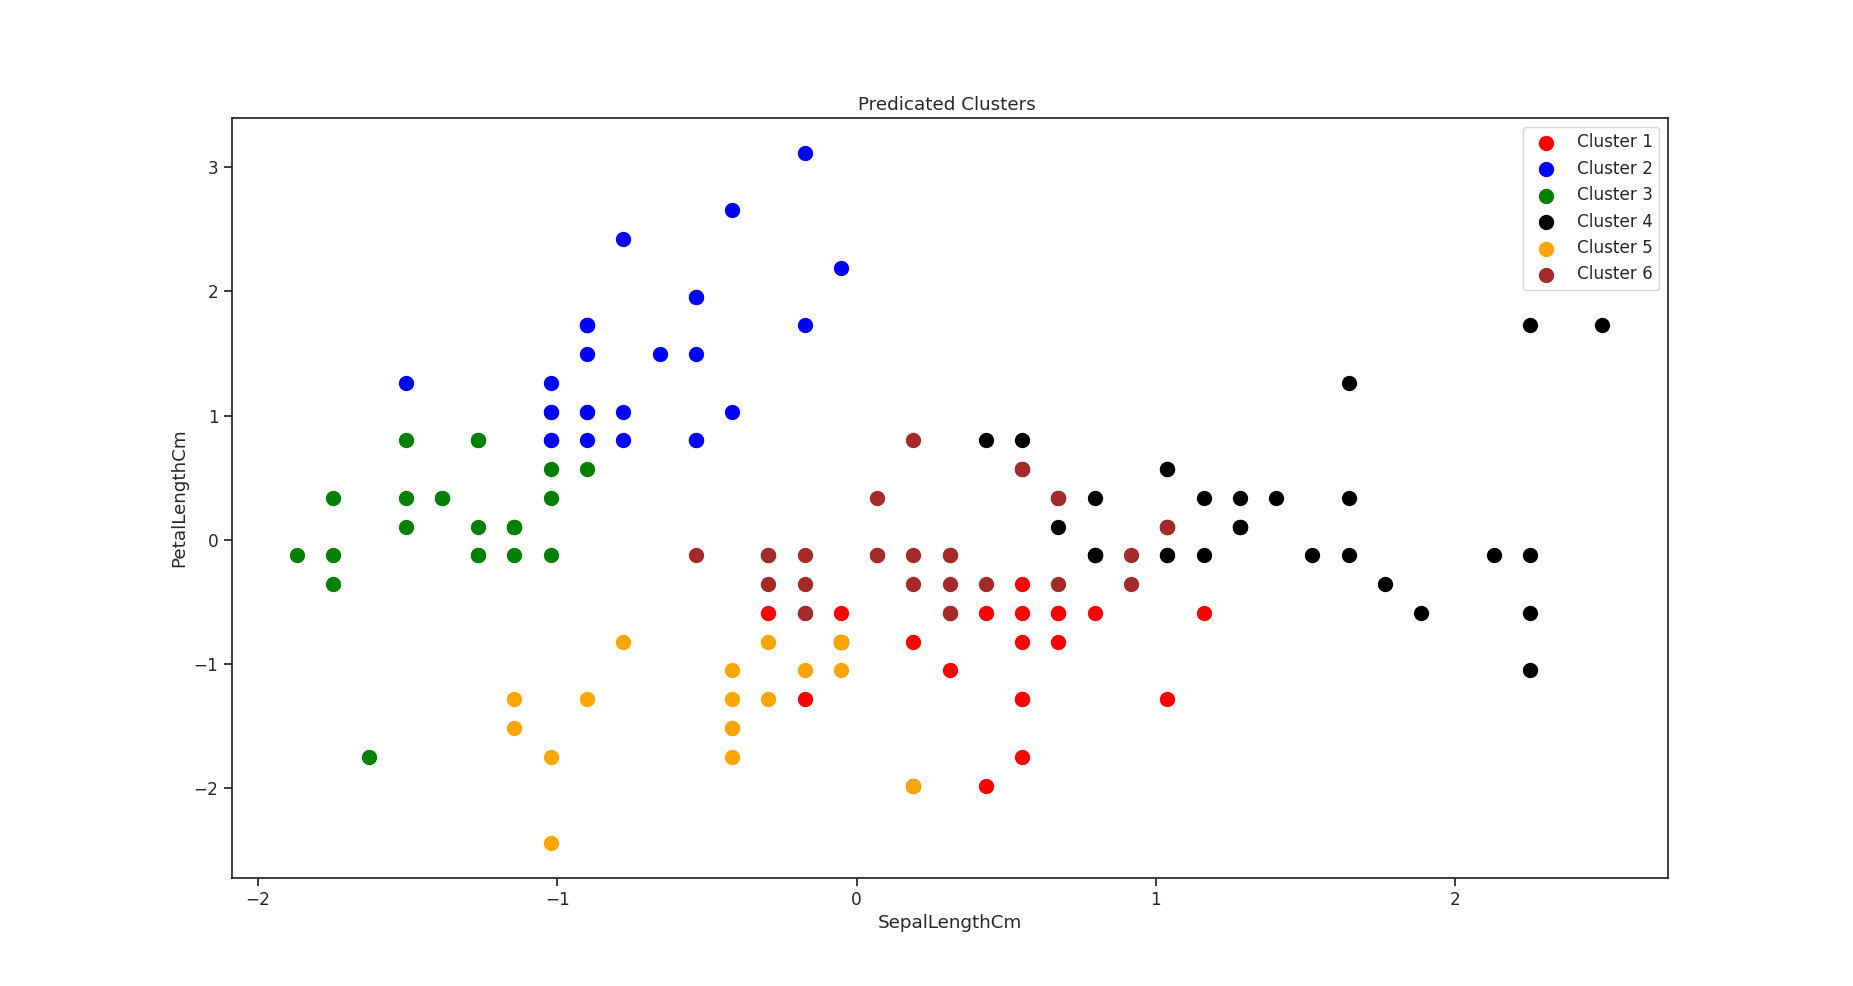 Predicated Clusters
Cluster 1
Cluster 2
Cluster 3
Cluster 4
Cluster 5
Cluster 6
PetalLengthCm
3
2
1
0
−1
−2
−2
−1
0
1
2
SepalLengthCm